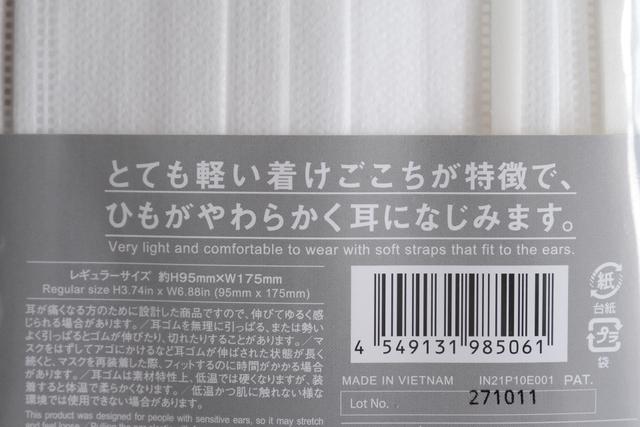 とても軽い着けごこちが特徴で、
ひもがやわらかく耳になじみます。
Very light and comfortable to wear with soft straps that fit to the ears.
レギュラーサイズ 約H95mm×W175mm
Regular size H3.74in x W6.88in (95mm x 175mm)
耳が痛くなる方のために設計した商品ですので、伸びてゆるく感
じられる場合があります。／耳ゴムを無理に引っぱる、または勢い
よく引っぱるとゴムが伸びたり、切れたりすることがあります。／マ
スクをはずしてアゴにかけるなど耳ゴムが伸ばされた状態が長く
続くと、マスクを再装着した際、フィットするのに時間がかかる場合
があります。／耳ゴムは素材特性上、低温では硬くなりますが、装
着すると体温で柔らかくなります。／低温かつ肌に触れない様な
環境では使用できない場合があります。
This product was designed for people with sensitive ears, so it may stretch
and feel loose.
4 549131 985061
MADE IN VIETNAM IN21P10E001 PAT.
Lot No. 271011
紙
台紙
プラ
袋